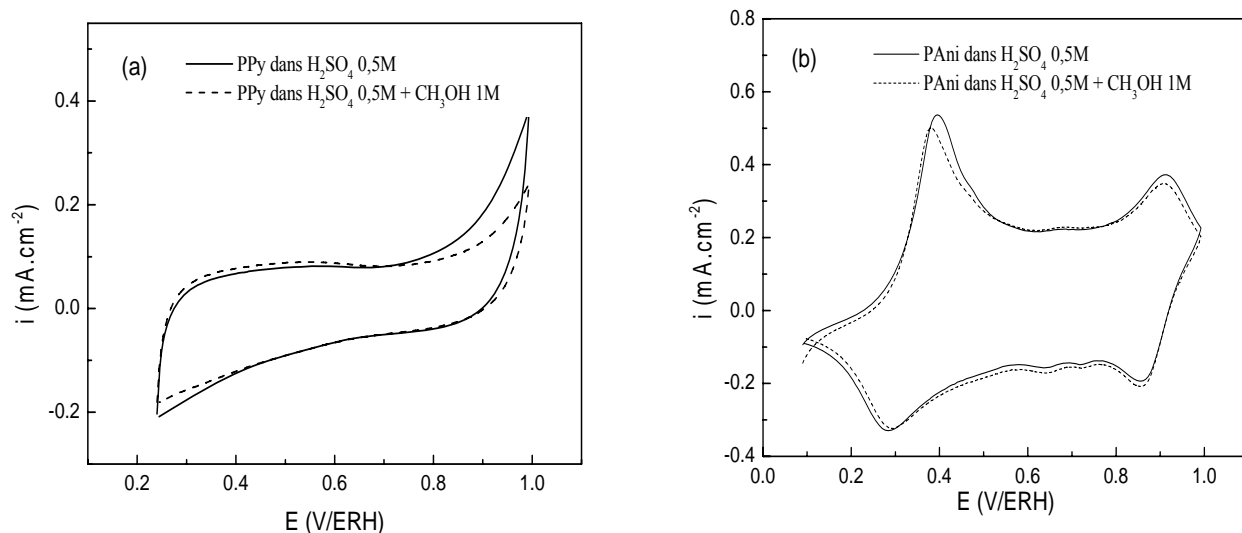 (a)
PPy dans H₂SO₄ 0,5M
PPy dans H₂SO₄ 0,5M + CH₃OH 1M
0.4
0.2
0.0
-0.2
i (mA.cm⁻²)
0.2 0.4 0.6 0.8 1.0
E (V/ERH)
(b)
PAni dans H₂SO₄ 0,5M
PAni dans H₂SO₄ 0,5M + CH₃OH 1M
0.8
0.6
0.4
0.2
0.0
-0.2
-0.4
i (mA.cm⁻²)
0.0 0.2 0.4 0.6 0.8 1.0
E (V/ERH)